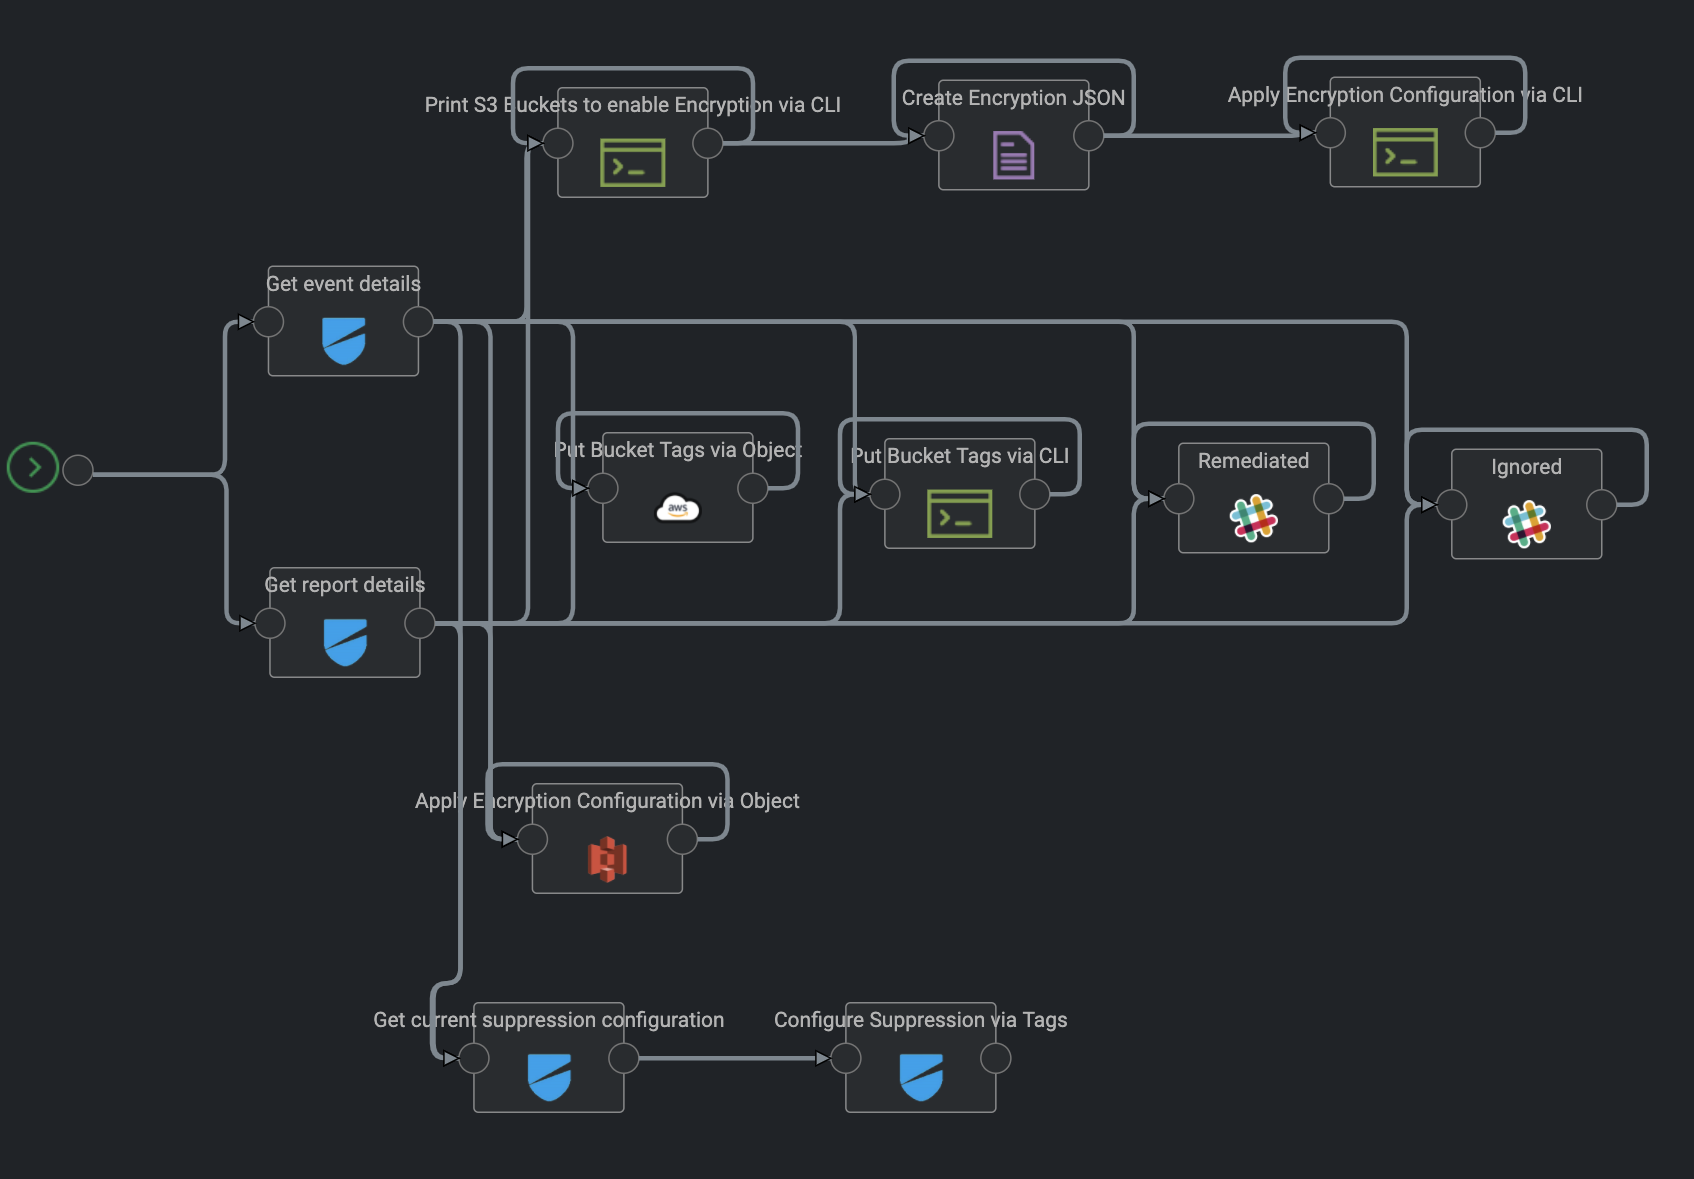 Print S3 Buckets to enable Encryption via CLI
Create Encryption JSON
Apply Encryption Configuration via CLI
Get event details
Put Bucket Tags via Object
aws
Put Bucket Tags via CLI
Remediated
Ignored
Get report details
Apply Encryption Configuration via Object
Get current suppression configuration
Configure Suppression via Tags